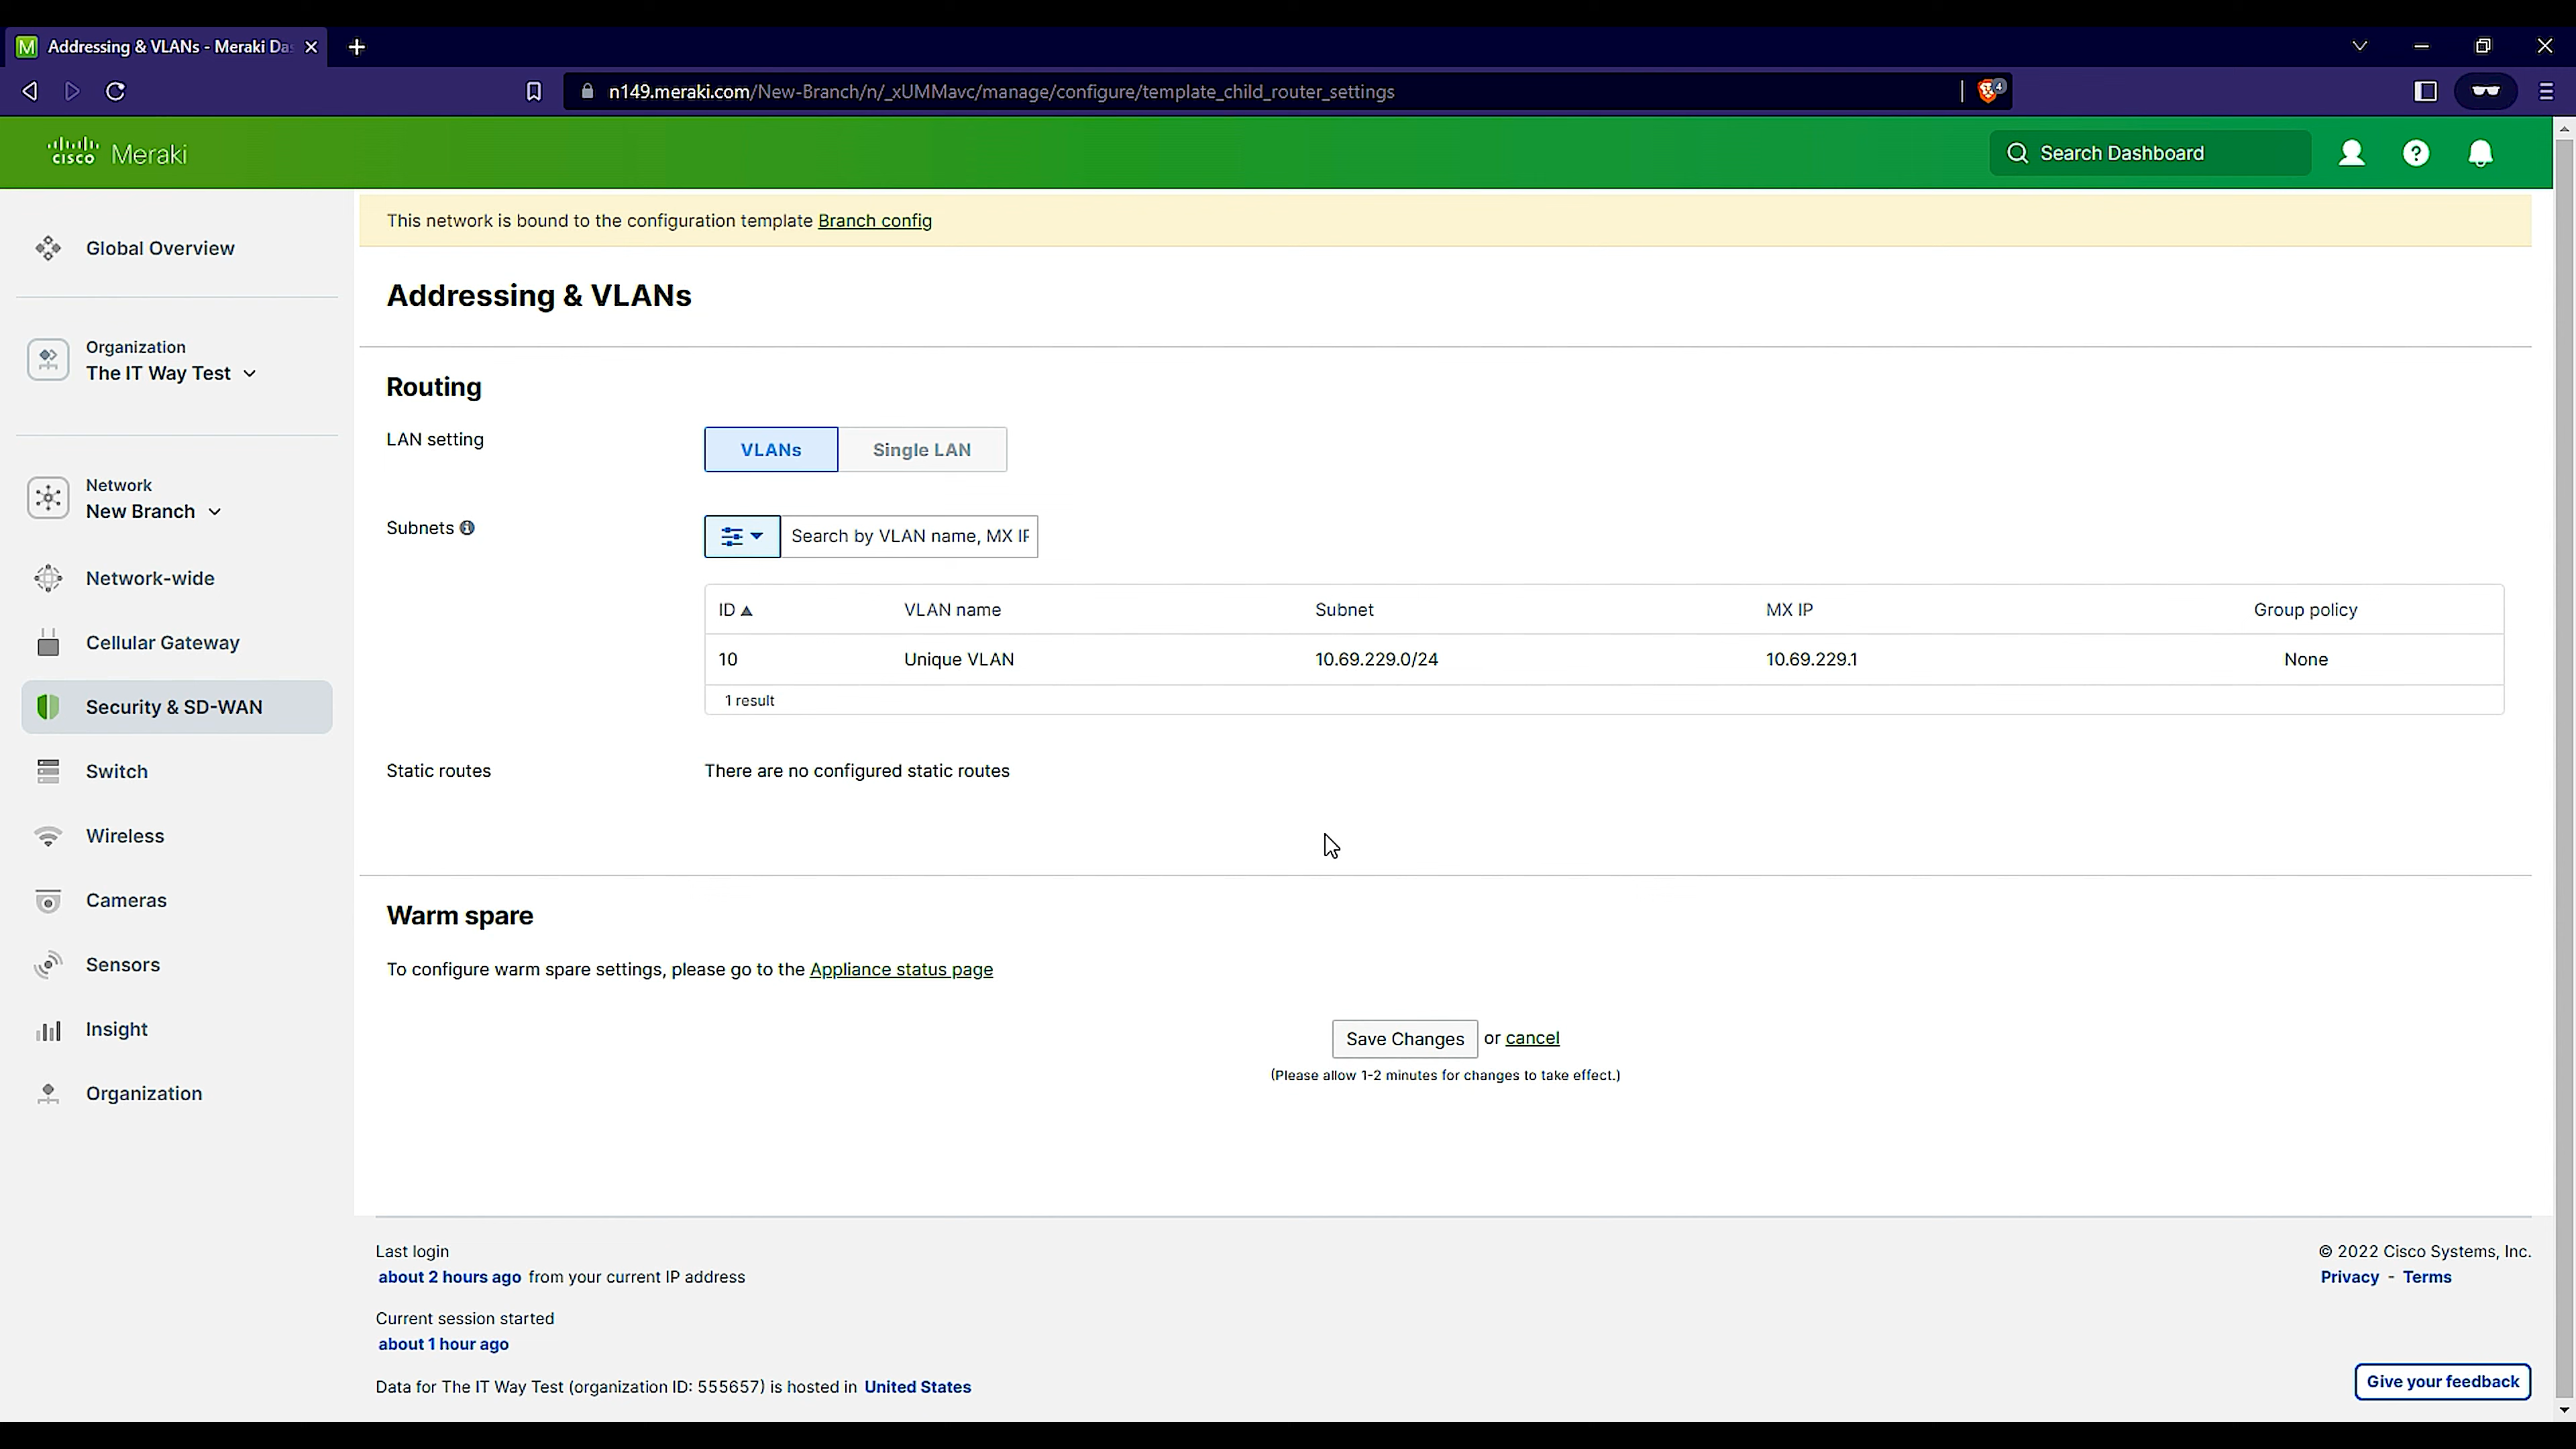 Addressing & VLANs - Meraki Da
n149.meraki.com/New-Branch/n/_xUMMavc/manage/configure/template_child_router_settings
4
cisco Meraki
Search Dashboard
This network is bound to the configuration template Branch config
Global Overview
Organization
The IT Way Test
Network
New Branch
Network-wide
Cellular Gateway
Security & SD-WAN
Switch
Wireless
Cameras
Sensors
Insight
Organization
Addressing & VLANs
Routing
LAN setting
VLANs Single LAN
Subnets
Search by VLAN name, MX IP
ID VLAN name Subnet MX IP Group policy
10 Unique VLAN 10.69.229.0/24 10.69.229.1 None
1 result
Static routes There are no configured static routes
Warm spare
To configure warm spare settings, please go to the Appliance status page
Save Changes or cancel
(Please allow 1-2 minutes for changes to take effect.)
Last login
about 2 hours ago from your current IP address
Current session started
about 1 hour ago
Data for The IT Way Test (organization ID: 555657) is hosted in United States
© 2022 Cisco Systems, Inc.
Privacy - Terms
Give your feedback